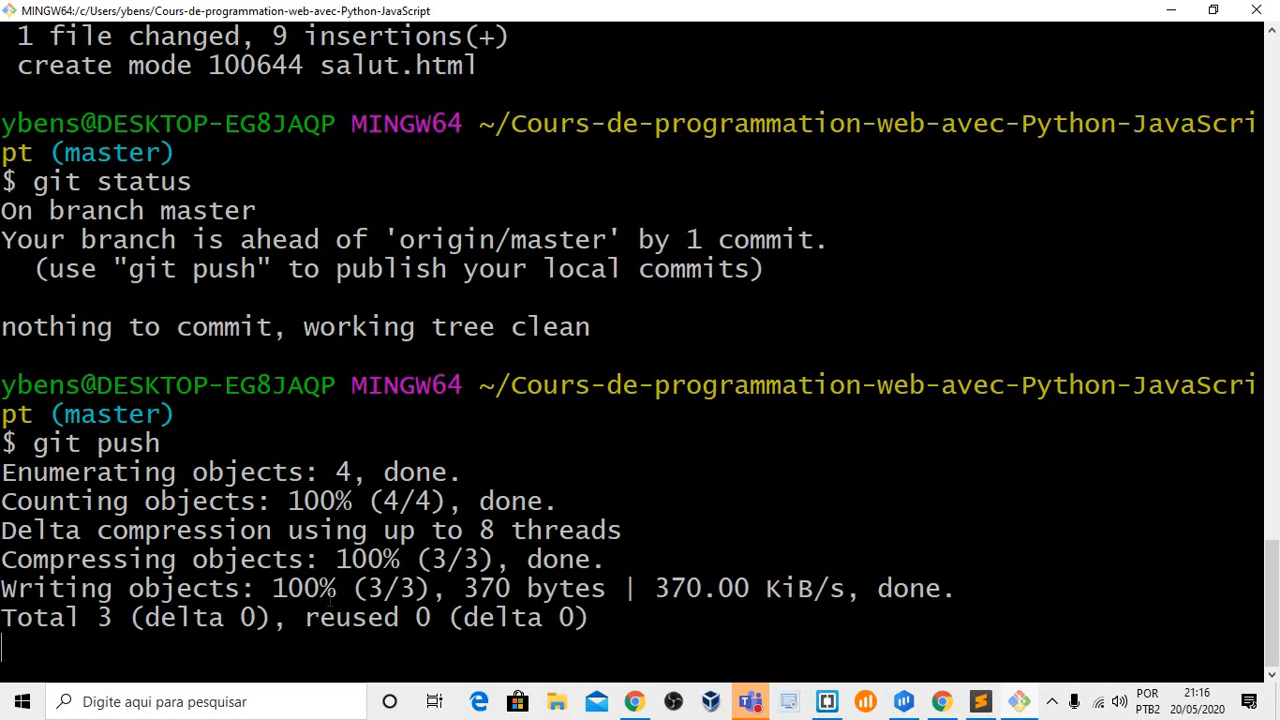 MINGW64:/c/Users/ybens/Cours-de-programmation-web-avec-Python-JavaScript
1 file changed, 9 insertions(+)
create mode 100644 salut.html
ybens@DESKTOP-EG8JAQP MINGW64 ~/Cours-de-programmation-web-avec-Python-JavaScri
pt (master)
$ git status
On branch master
Your branch is ahead of 'origin/master' by 1 commit.
(use "git push" to publish your local commits)
nothing to commit, working tree clean
ybens@DESKTOP-EG8JAQP MINGW64 ~/Cours-de-programmation-web-avec-Python-JavaScri
pt (master)
$ git push
Enumerating objects: 4, done.
Counting objects: 100% (4/4), done.
Delta compression using up to 8 threads
Compressing objects: 100% (3/3), done.
Writing objects: 100% (3/3), 370 bytes | 370.00 KiB/s, done.
Total 3 (delta 0), reused 0 (delta 0)
Digite aqui para pesquisar
POR
PTB2
21:18
20/05/2020